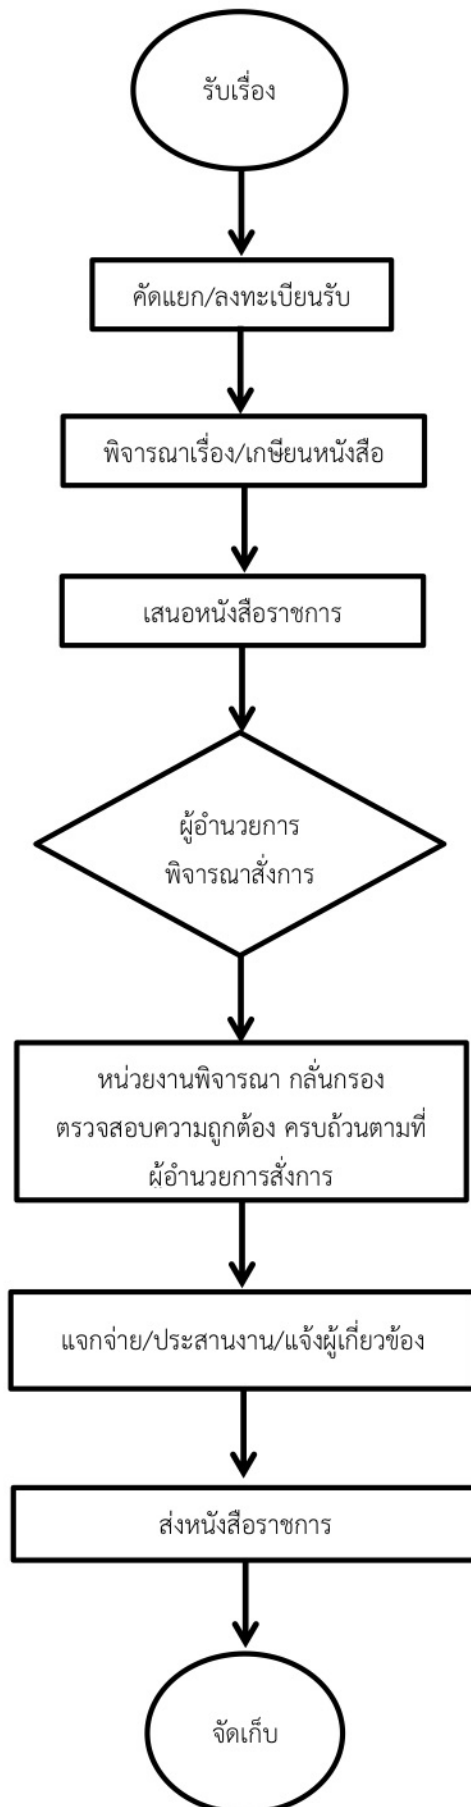 รับเรื่อง
คัดแยก/ลงทะเบียนรับ
พิจารณาเรื่อง/เกษียนหนังสือ
เสนอหนังสือราชการ
ผู้อำนวยการ
พิจารณาสั่งการ
หน่วยงานพิจารณา กลั่นกรอง
ตรวจสอบความถูกต้อง ครบถ้วนตามที่
ผู้อำนวยการสั่งการ
แจกจ่าย/ประสานงาน/แจ้งผู้เกี่ยวข้อง
ส่งหนังสือราชการ
จัดเก็บ